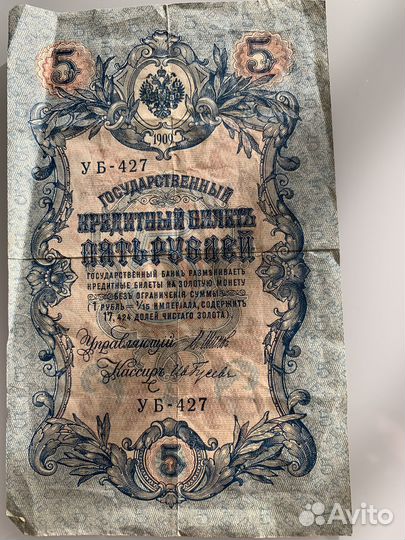 5 5
1909
УБ-427
ГОСУДАРСТВЕННЫЙ
КРЕДИТНЫЙ БИЛЕТЪ
ПЯТЬ РУБЛЕЙ
ГОСУДАРСТВЕННЫЙ БАНКЪ РАЗМѢНИВАЕТЪ
КРЕДИТНЫЕ БИЛЕТЫ НА ЗОЛОТУЮ МОНЕТУ
БЕЗЪ ОГРАНИЧЕНІЯ СУММЫ
(1 РУБЛЬ = 1/15 ИМПЕРІАЛА, СОДЕРЖИТЪ
17,424 ДОЛЕЙ ЧИСТАГО ЗОЛОТА).
Управляющій
Кассиръ
УБ-427
5
Avito